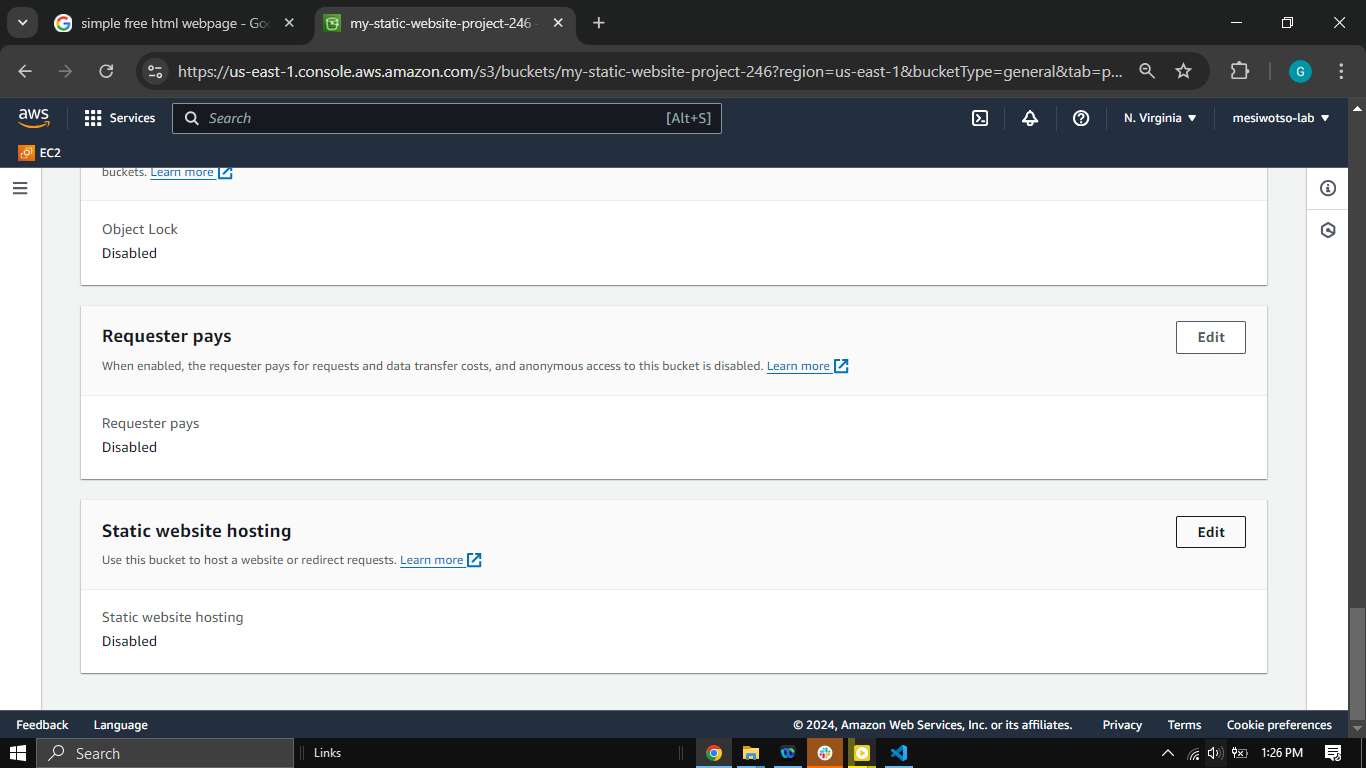 simple free html webpage - Goo
my-static-website-project-246 -
https://us-east-1.console.aws.amazon.com/s3/buckets/my-static-website-project-246?region=us-east-1&bucketType=general&tab=p...
G
aws
Services
Search
[Alt+S]
N. Virginia
mesiwotso-lab
EC2
buckets. Learn more
Object Lock
Disabled
Requester pays
Edit
When enabled, the requester pays for requests and data transfer costs, and anonymous access to this bucket is disabled. Learn more
Requester pays
Disabled
Static website hosting
Edit
Use this bucket to host a website or redirect requests. Learn more
Static website hosting
Disabled
Feedback
Language
© 2024, Amazon Web Services, Inc. or its affiliates.
Privacy
Terms
Cookie preferences
Search
Links
1:26 PM